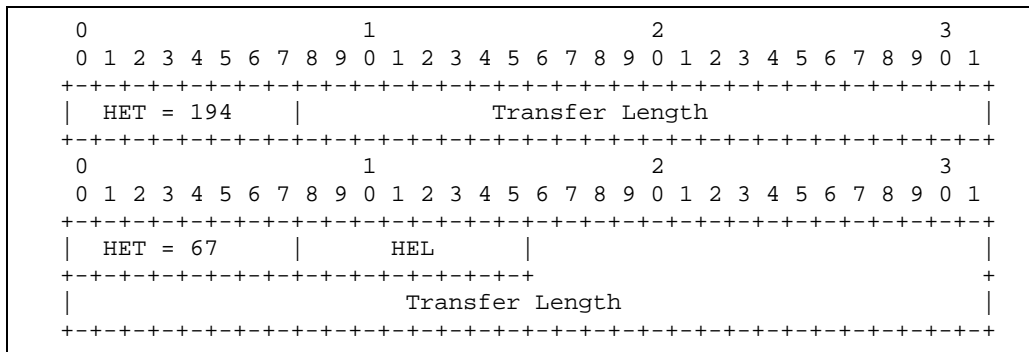 0                   1                   2                   3
 0 1 2 3 4 5 6 7 8 9 0 1 2 3 4 5 6 7 8 9 0 1 2 3 4 5 6 7 8 9 0 1
+-+-+-+-+-+-+-+-+-+-+-+-+-+-+-+-+-+-+-+-+-+-+-+-+-+-+-+-+-+-+-+-+
|  HET = 194    |             Transfer Length                   |
+-+-+-+-+-+-+-+-+-+-+-+-+-+-+-+-+-+-+-+-+-+-+-+-+-+-+-+-+-+-+-+-+
 0                   1                   2                   3
 0 1 2 3 4 5 6 7 8 9 0 1 2 3 4 5 6 7 8 9 0 1 2 3 4 5 6 7 8 9 0 1
+-+-+-+-+-+-+-+-+-+-+-+-+-+-+-+-+-+-+-+-+-+-+-+-+-+-+-+-+-+-+-+-+
|  HET = 67     |      HEL      |                               |
+-+-+-+-+-+-+-+-+-+-+-+-+-+-+-+-+                               +
|                       Transfer Length                         |
+-+-+-+-+-+-+-+-+-+-+-+-+-+-+-+-+-+-+-+-+-+-+-+-+-+-+-+-+-+-+-+-+